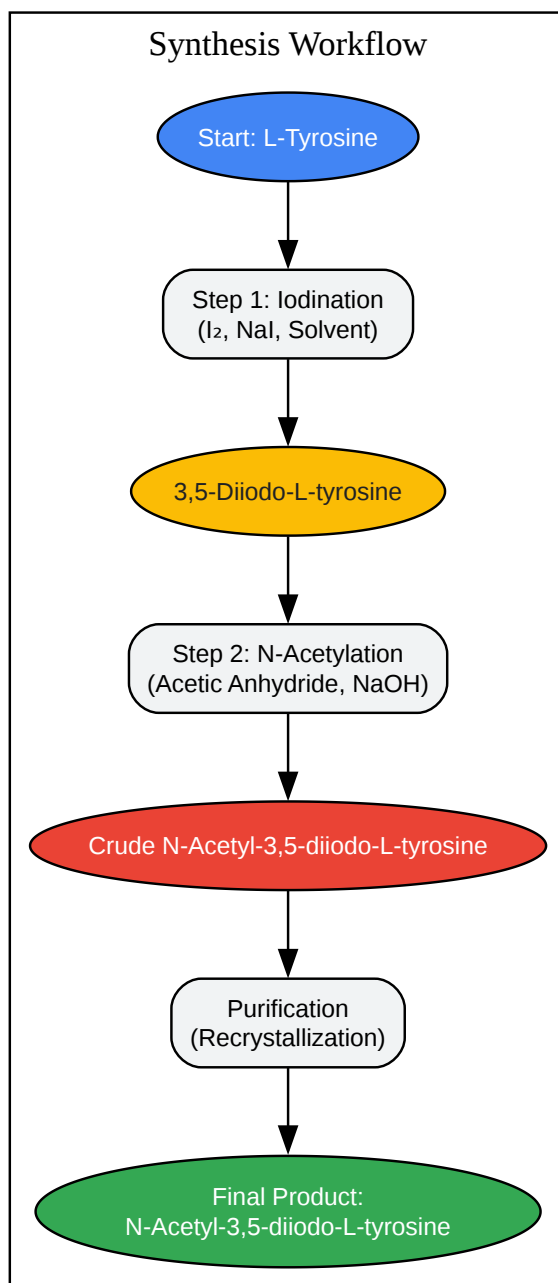 Synthesis Workflow
Start: L-Tyrosine
Step 1: Iodination
(I₂, NaI, Solvent)
3,5-Diiodo-L-tyrosine
Step 2: N-Acetylation
(Acetic Anhydride, NaOH)
Crude N-Acetyl-3,5-diiodo-L-tyrosine
Purification
(Recrystallization)
Final Product:
N-Acetyl-3,5-diiodo-L-tyrosine